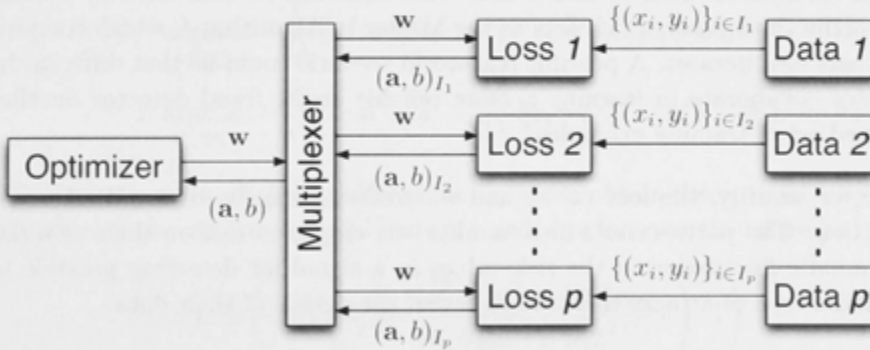 w
{(x_i, y_i)}_{i∈I_1}
Loss 1
Data 1
(a, b)_{I_1}
w
{(x_i, y_i)}_{i∈I_2}
Loss 2
Data 2
w
(a, b)_{I_2}
Optimizer
Multiplexer
(a, b)
w
{(x_i, y_i)}_{i∈I_p}
Loss p
Data p
(a, b)_{I_p}